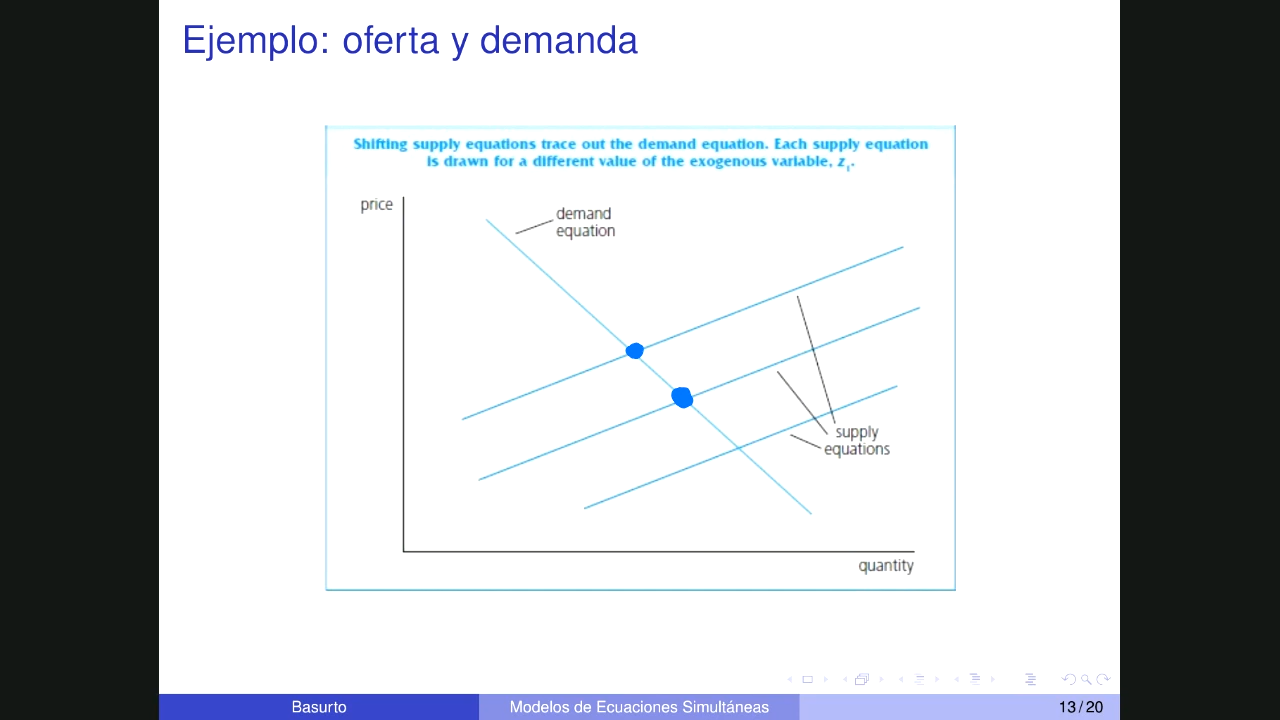 Ejemplo: oferta y demanda
Shifting supply equations trace out the demand equation. Each supply equation
is drawn for a different value of the exogenous variable, z₁.
price
demand
equation
supply
equations
quantity
Basurto
Modelos de Ecuaciones Simultáneas
13 / 20